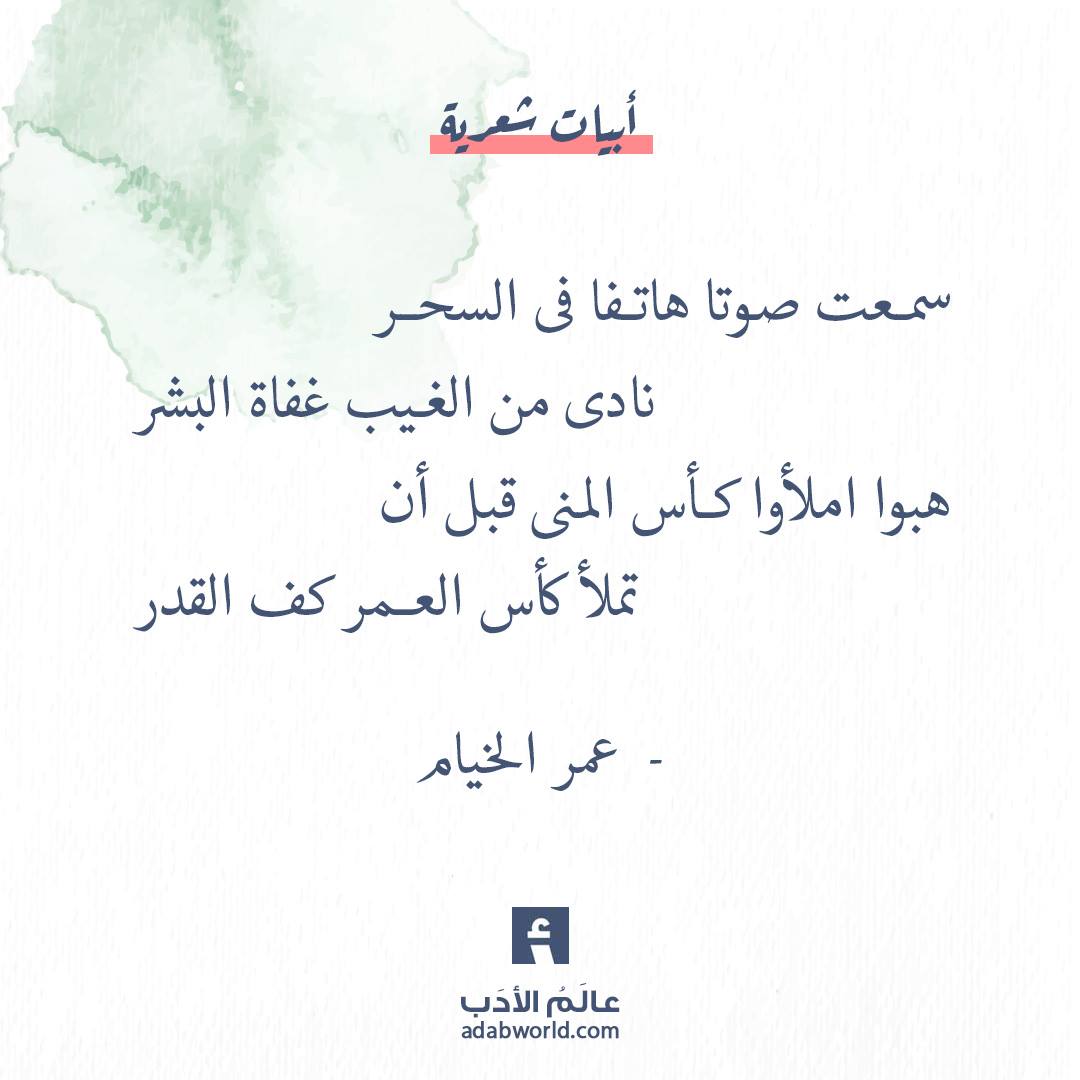 أبيات شعرية
سمعت صوتا هاتفا فى السحر
نادى من الغيب غفاة البشر
هبوا املأوا كأس المنى قبل أن
تملأ كأس العمر كف القدر
- عمر الخيام
أ
عالَمُ الأدَب
adabworld.com